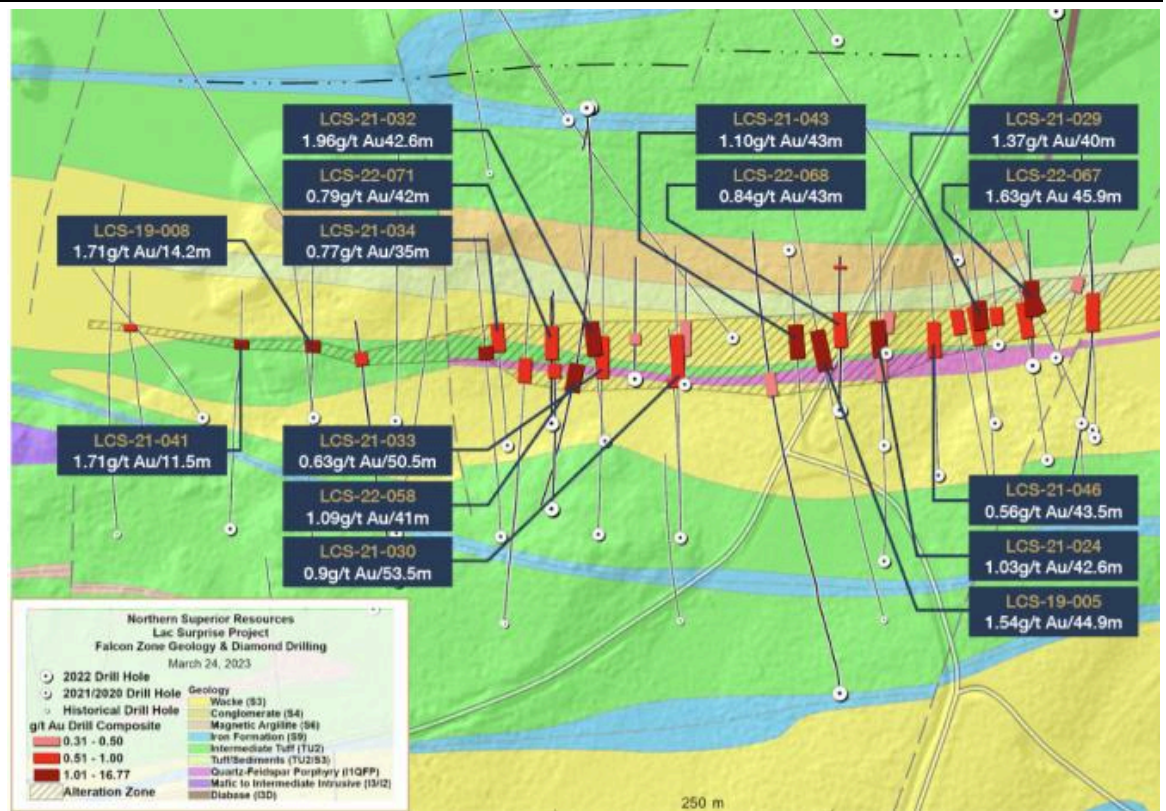 LCS-21-032
1.96g/t Au42.6m
LCS-22-071
0.79g/t Au/42m
LCS-21-034
0.77g/t Au/35m
LCS-19-008
1.71g/t Au/14.2m
LCS-21-043
1.10g/t Au/43m
LCS-22-068
0.84g/t Au/43m
LCS-21-029
1.37g/t Au/40m
LCS-22-067
1.63g/t Au 45.9m
LCS-21-041
1.71g/t Au/11.5m
LCS-21-033
0.63g/t Au/50.5m
LCS-22-058
1.09g/t Au/41m
LCS-21-030
0.9g/t Au/53.5m
LCS-21-046
0.56g/t Au/43.5m
LCS-21-024
1.03g/t Au/42.6m
LCS-19-005
1.54g/t Au/44.9m
Northern Superior Resources
Lac Surprise Project
Falcon Zone Geology & Diamond Drilling
March 24, 2023
2022 Drill Hole
2021/2020 Drill Hole
Historical Drill Hole
g/t Au Drill Composite
0.31 - 0.50
0.51 - 1.00
1.01 - 16.77
Alteration Zone
Geology
Wacke (S3)
Conglomerate (S4)
Magnetic Argillite (S6)
Iron Formation (S9)
Intermediate Tuff (TU2)
Tuff/Sediments (TU2/S3)
Quartz-Feldspar Porphyry (I1QFP)
Mafic to Intermediate Intrusive (I3/I2)
Diabase (I3D)
250 m